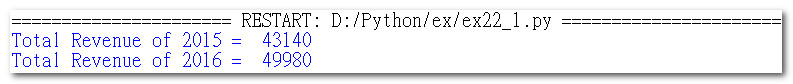 ====================== RESTART: D:/Python/ex/ex22_1.py ======================
Total Revenue of 2015 =  43140
Total Revenue of 2016 =  49980